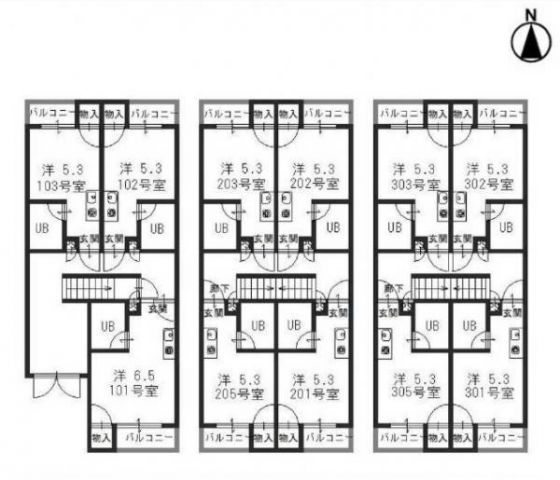 N
バルコニー 物入 物入 バルコニー
洋 5.3
103号室
洋 5.3
102号室
UB
UB
玄関 玄関
玄関
UB
洋 6.5
101号室
物入 バルコニー
バルコニー 物入 物入 バルコニー
洋 5.3
203号室
洋 5.3
202号室
UB
UB
玄関 玄関
廊下
玄関 玄関
UB
UB
洋 5.3
205号室
洋 5.3
201号室
バルコニー 物入 物入 バルコニー
バルコニー 物入 物入 バルコニー
洋 5.3
303号室
洋 5.3
302号室
UB
UB
玄関 玄関
廊下
玄関 玄関
UB
UB
洋 5.3
305号室
洋 5.3
301号室
バルコニー 物入 物入 バルコニー